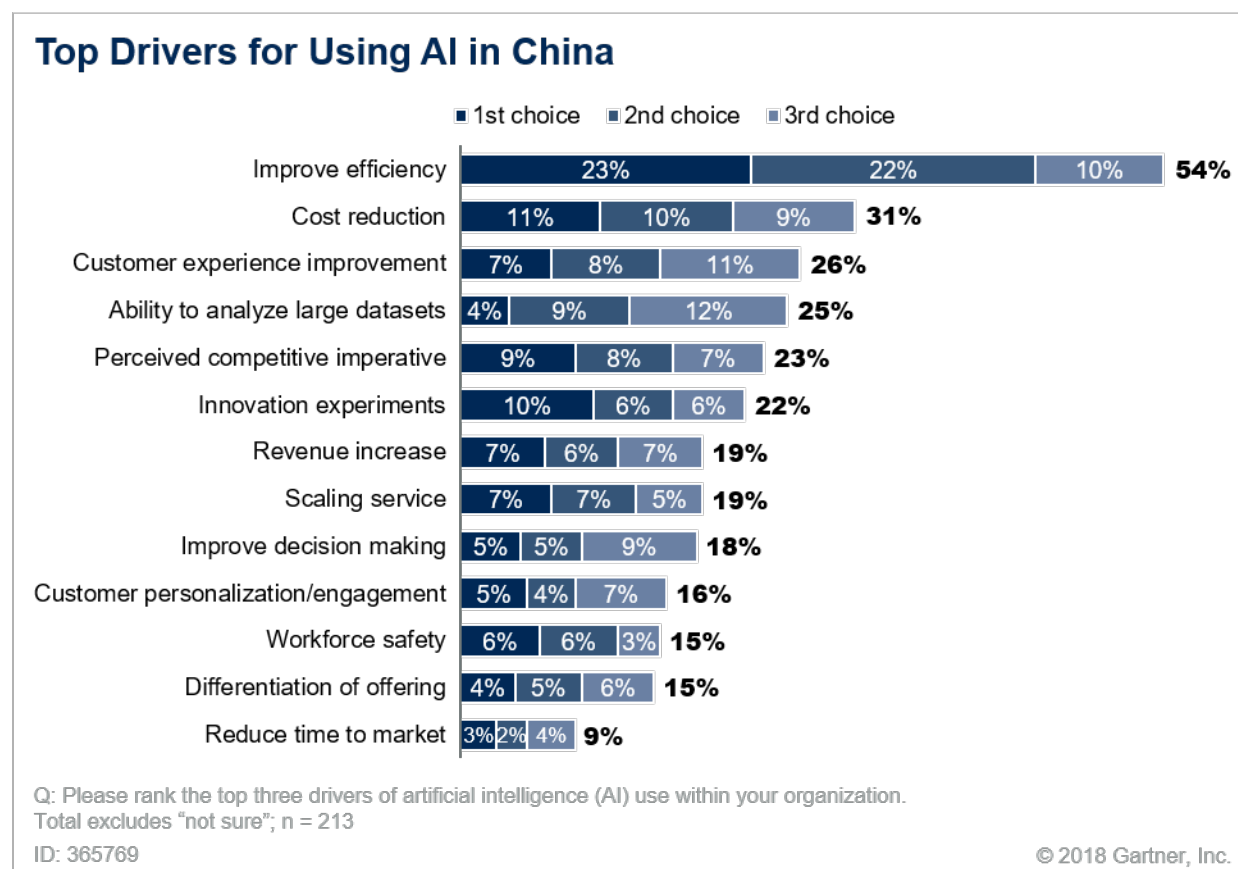 Top Drivers for Using AI in China
1st choice 2nd choice 3rd choice
Improve efficiency 23% 22% 10% 54%
Cost reduction 11% 10% 9% 31%
Customer experience improvement 7% 8% 11% 26%
Ability to analyze large datasets 4% 9% 12% 25%
Perceived competitive imperative 9% 8% 7% 23%
Innovation experiments 10% 6% 6% 22%
Revenue increase 7% 6% 7% 19%
Scaling service 7% 7% 5% 19%
Improve decision making 5% 5% 9% 18%
Customer personalization/engagement 5% 4% 7% 16%
Workforce safety 6% 6% 3% 15%
Differentiation of offering 4% 5% 6% 15%
Reduce time to market 3% 2% 4% 9%
Q: Please rank the top three drivers of artificial intelligence (AI) use within your organization.
Total excludes “not sure”; n = 213
ID: 365769 © 2018 Gartner, Inc.